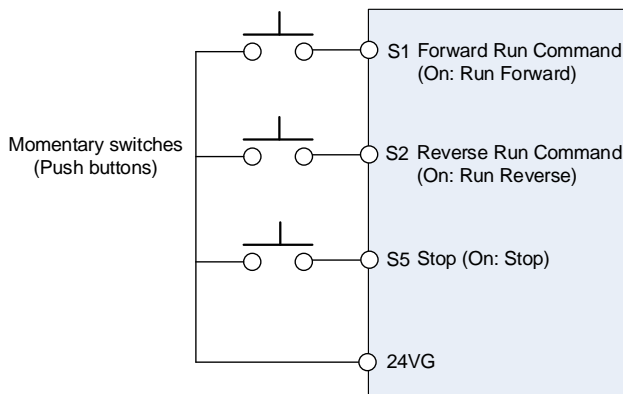 S1 Forward Run Command
(On: Run Forward)
Momentary switches
(Push buttons)
S2 Reverse Run Command
(On: Run Reverse)
S5 Stop (On: Stop)
24VG